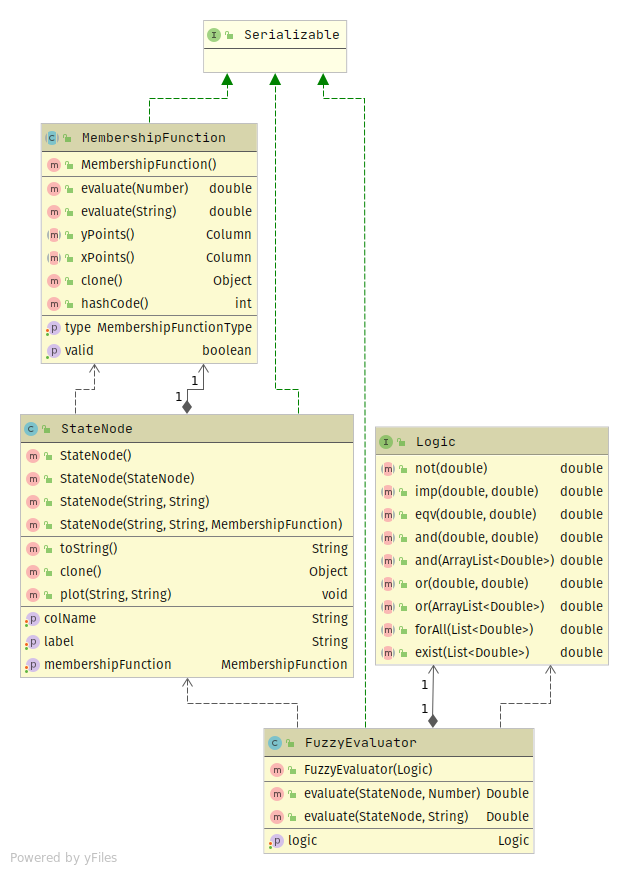 I Serializable
C MembershipFunction
m MembershipFunction()
m evaluate(Number) double
m evaluate(String) double
m yPoints() Column
m xPoints() Column
m clone() Object
m hashCode() int
p type MembershipFunctionType
p valid boolean
1
1
C StateNode
m StateNode()
m StateNode(StateNode)
m StateNode(String, String)
m StateNode(String, String, MembershipFunction)
m toString() String
m clone() Object
m plot(String, String) void
p colName String
p label String
p membershipFunction MembershipFunction
I Logic
m not(double) double
m imp(double, double) double
m eqv(double, double) double
m and(double, double) double
m and(ArrayList<Double>) double
m or(double, double) double
m or(ArrayList<Double>) double
m forAll(List<Double>) double
m exist(List<Double>) double
1
1
C FuzzyEvaluator
m FuzzyEvaluator(Logic)
m evaluate(StateNode, Number) Double
m evaluate(StateNode, String) Double
p logic Logic
Powered by yFiles